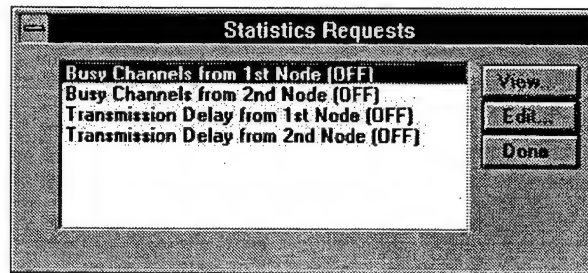 Statistics Requests
Busy Channels from 1st Node (OFF)
Busy Channels from 2nd Node (OFF)
Transmission Delay from 1st Node (OFF)
Transmission Delay from 2nd Node (OFF)
View...
Edit...
Done